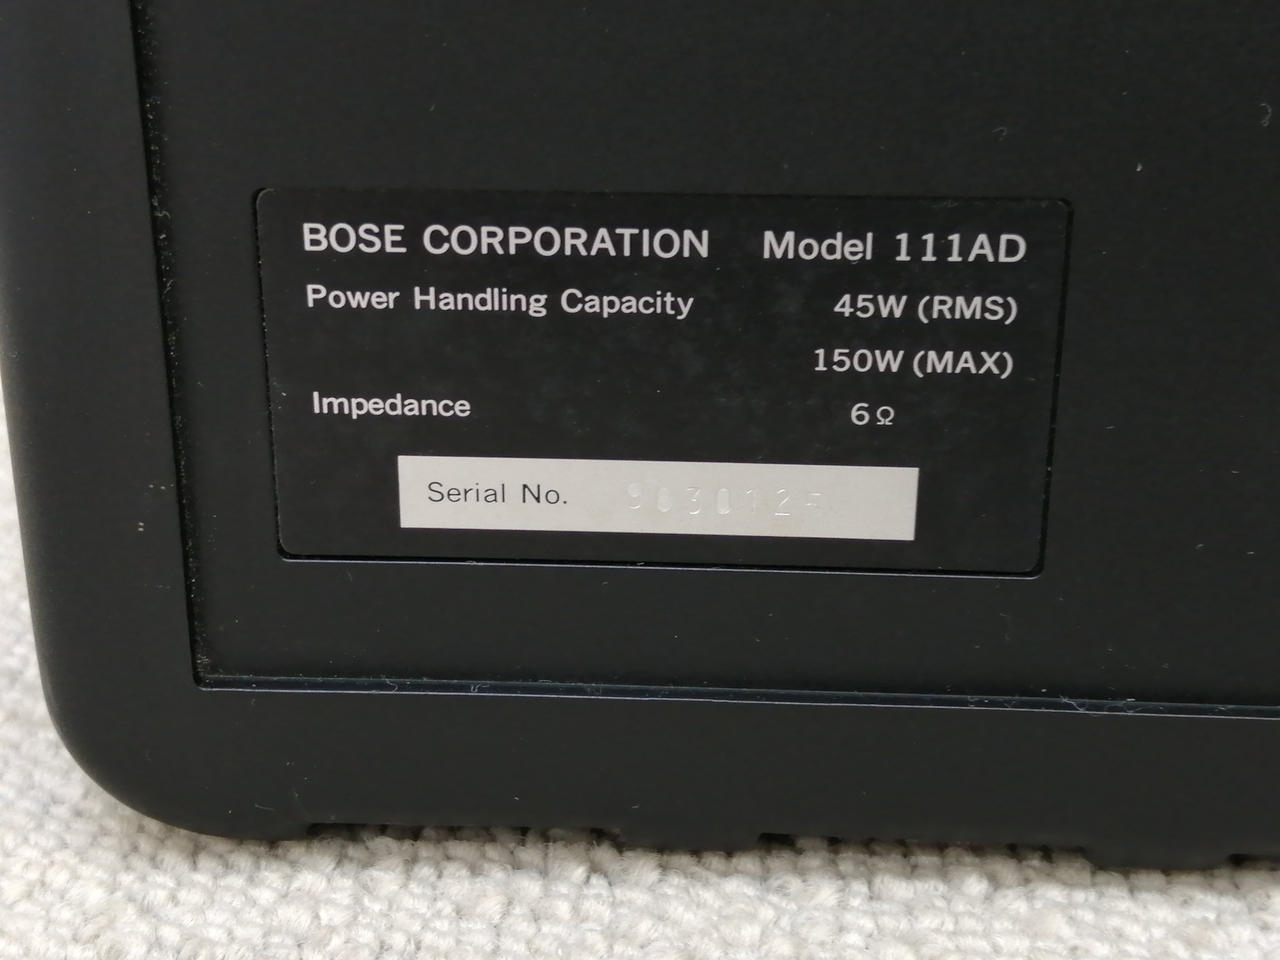 BOSE CORPORATION Model 111AD
Power Handling Capacity 45W (RMS)
150W (MAX)
Impedance 6Ω
Serial No.